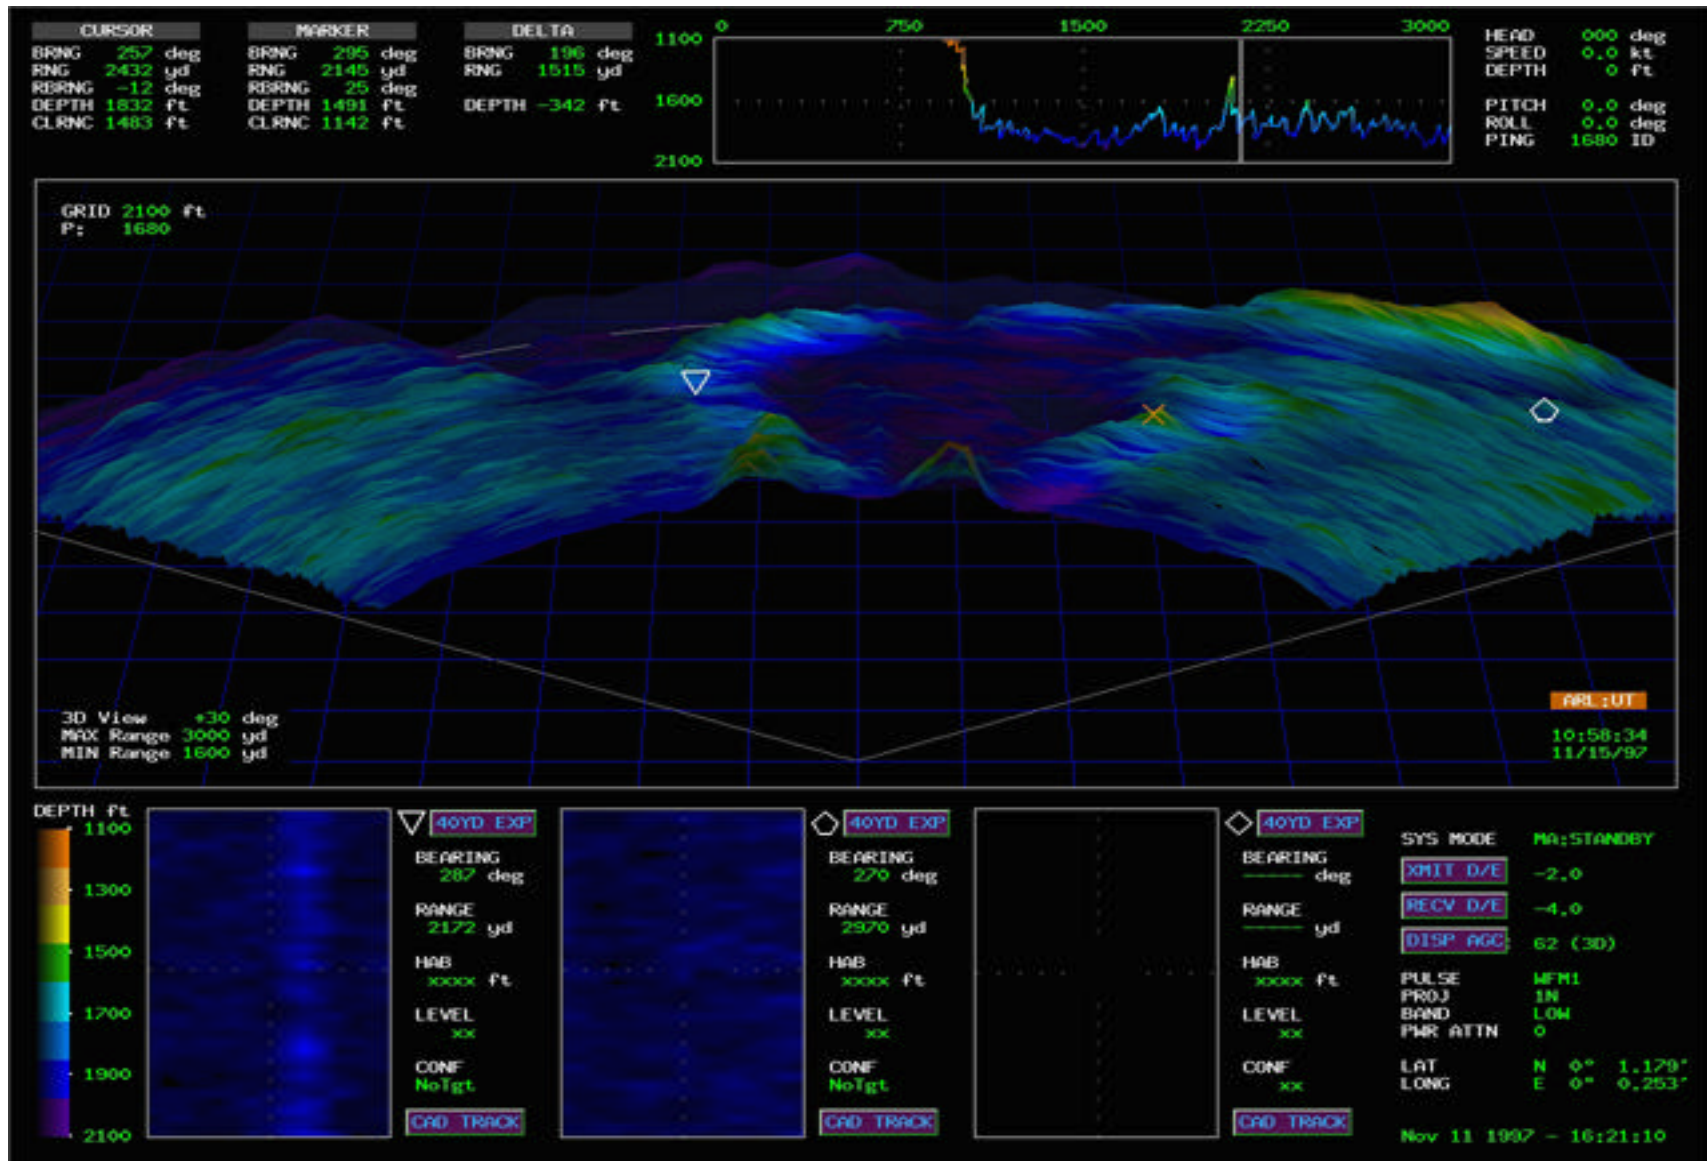 CURSOR
BRNG 257 deg
RNG 2432 yd
RBRNG -12 deg
DEPTH 1832 ft
CLRNC 1483 ft
MARKER
BRNG 295 deg
RNG 2145 yd
RBRNG 25 deg
DEPTH 1491 ft
CLRNC 1142 ft
DELTA
BRNG 196 deg
RNG 1515 yd
DEPTH -342 ft
0 750 1500 2250 3000
1100
1600
2100
HEAD 000 deg
SPEED 0.0 kt
DEPTH 0 ft
PITCH 0.0 deg
ROLL 0.0 deg
PING 1680 ID
GRID 2100 ft
P: 1680
3D View +30 deg
MAX Range 3000 yd
MIN Range 1600 yd
ARL:UT
10:58:34
11/15/97
DEPTH ft
1100
1300
1500
1700
1900
2100
40YD EXP
BEARING
287 deg
RANGE
2172 yd
HAB
xxxx ft
LEVEL
xx
CONF
NoTgt
CAD TRACK
40YD EXP
BEARING
270 deg
RANGE
2970 yd
HAB
xxxx ft
LEVEL
xx
CONF
NoTgt
CAD TRACK
40YD EXP
BEARING
----- deg
RANGE
----- yd
HAB
xxxx ft
LEVEL
xx
CONF
xx
CAD TRACK
SYS MODE MA:STANDBY
XMIT D/E -2.0
RECV D/E -4.0
DISP AGC: 62 (3D)
PULSE WFM1
PROJ 1N
BAND LOW
PWR ATTN 0
LAT N 0° 1.179'
LONG E 0° 0.253'
Nov 11 1997 - 16:21:10